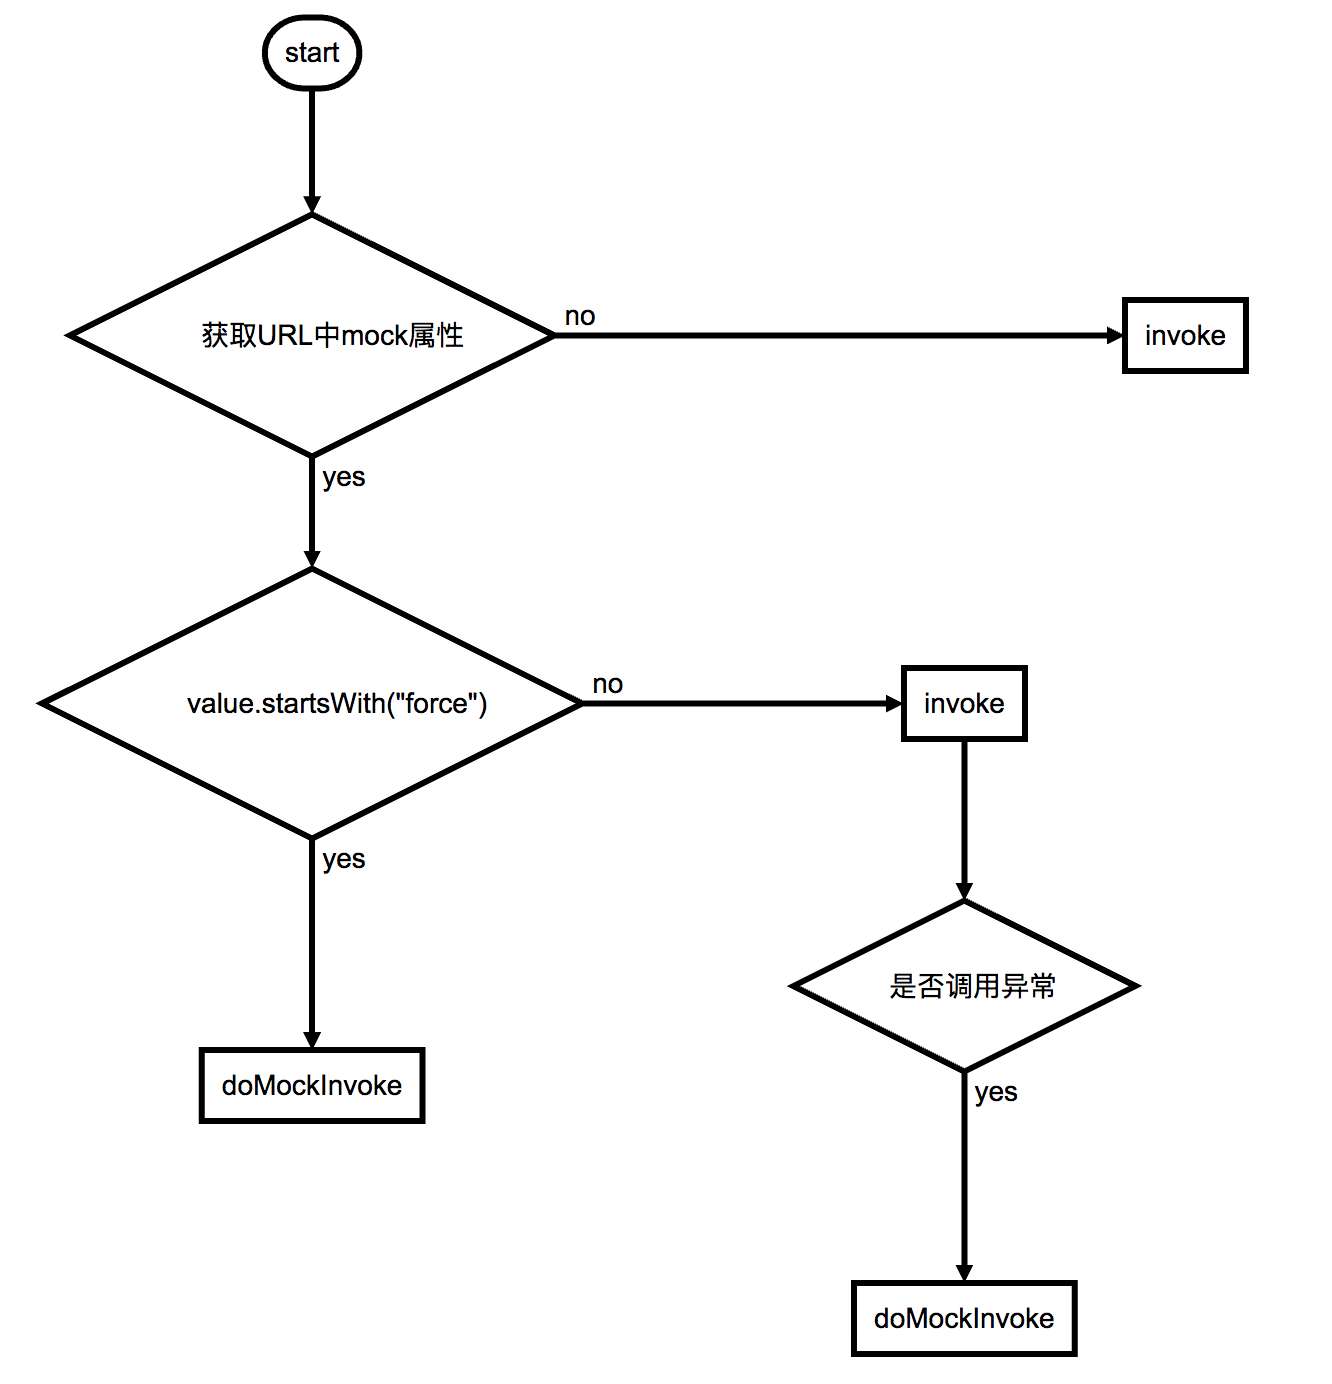 start
获取URL中mock属性
no
invoke
yes
value.startsWith("force")
no
invoke
yes
是否调用异常
doMockInvoke
yes
doMockInvoke